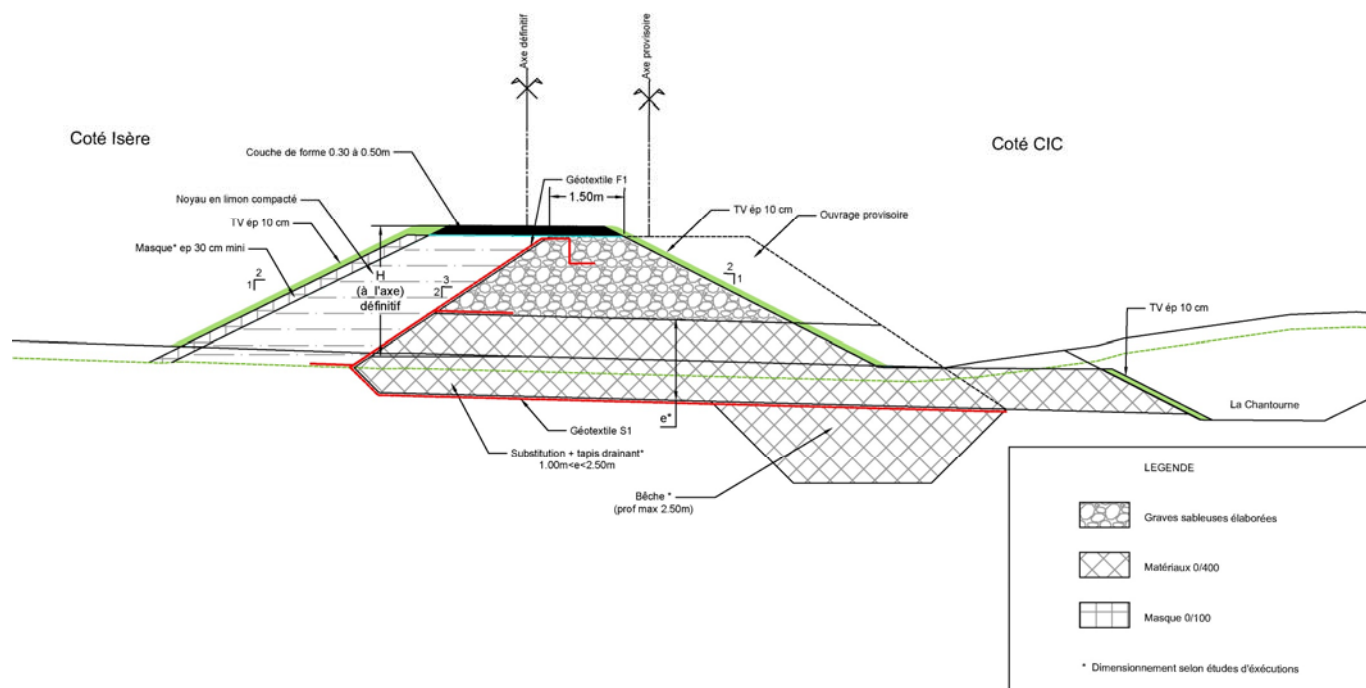 Axe définitif
Axe provisoire
Coté Isère
Coté CIC
Couche de forme 0.30 à 0.50m
Géotextile F1
1.50m
Noyau en limon compacté
TV ép 10 cm
TV ép 10 cm
Ouvrage provisoire
Masque* ep 30 cm mini
2
1
H
(à l'axe)
définitif
3
2
2
1
TV ép 10 cm
La Chantourne
e*
Géotextile S1
Substitution + tapis drainant*
1.00m<e<2.50m
Bêche *
(prof max 2.50m)
LEGENDE
Graves sableuses élaborées
Matériaux 0/400
Masque 0/100
* Dimensionnement selon études d'éxécutions